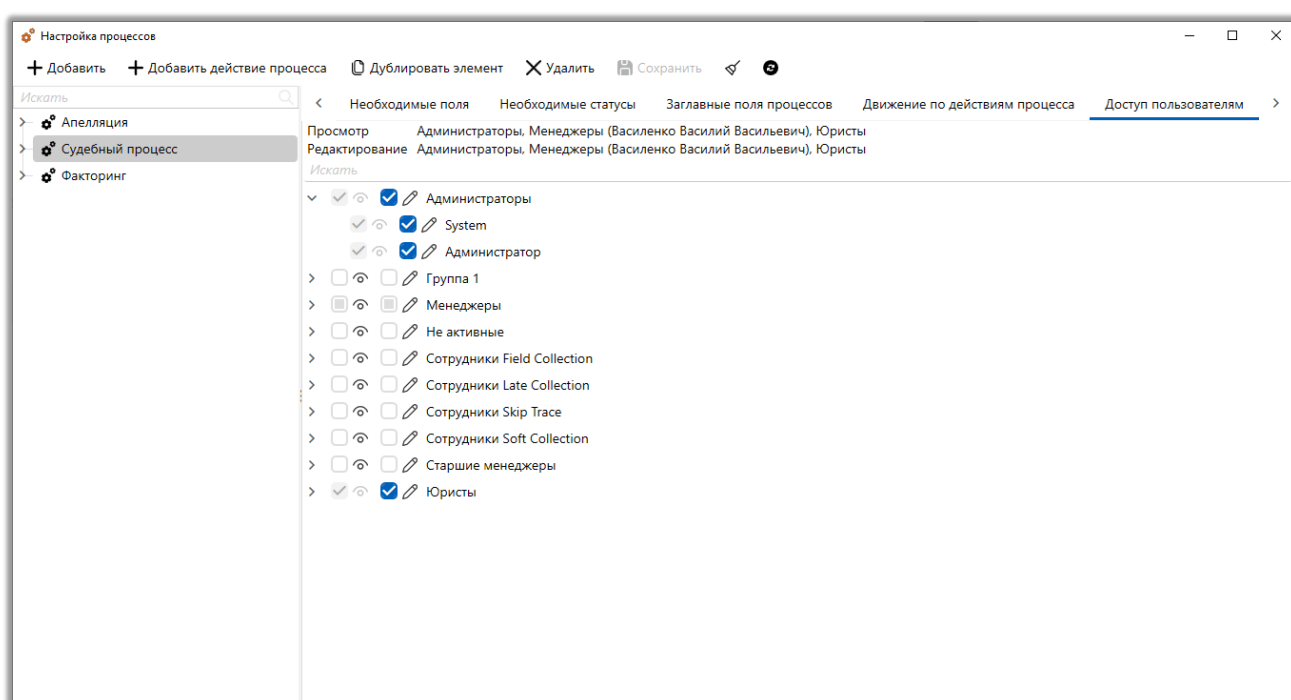 Настройка процессов
Добавить Добавить действие процесса Дублировать элемент Удалить Сохранить
Искать
Апелляция
Судебный процесс
Факторинг
Необходимые поля Необходимые статусы Заглавные поля процессов Движение по действиям процесса Доступ пользователям
Просмотр Администраторы, Менеджеры (Василенко Василий Васильевич), Юристы
Редактирование Администраторы, Менеджеры (Василенко Василий Васильевич), Юристы
Искать
Администраторы
System
Администратор
Группа 1
Менеджеры
Не активные
Сотрудники Field Collection
Сотрудники Late Collection
Сотрудники Skip Trace
Сотрудники Soft Collection
Старшие менеджеры
Юристы